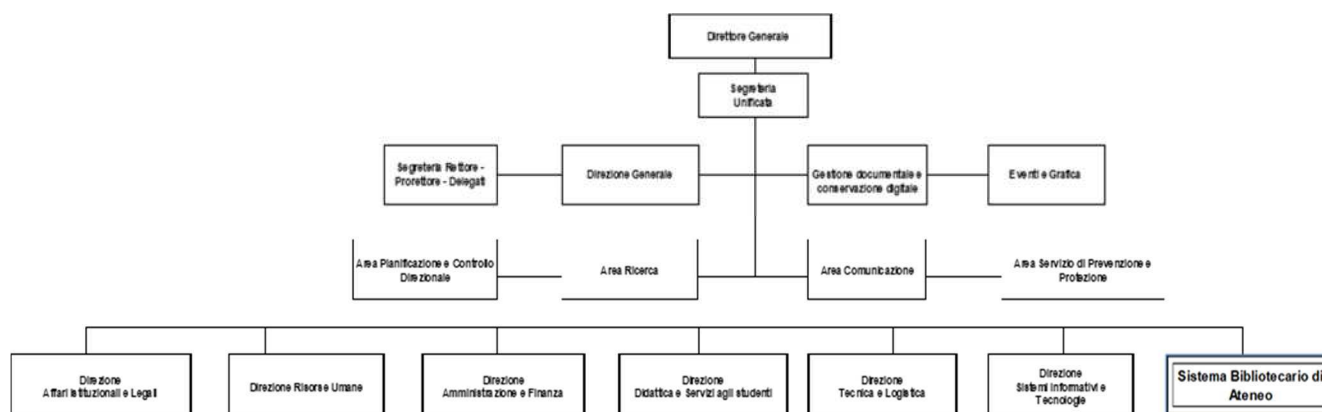 Direttore Generale
Segreteria
Unificata
Segreteria Rettore -
Prorettore - Delegati
Direzione Generale
Gestione documentale e
conservazione digitale
Eventi e Grafica
Area Planificazione e Controllo
Direzionale
Area Ricerca
Area Comunicazione
Area Servizio di Prevenzione e
Protezione
Direzione
Affari Istituzionali e Legali
Direzione Risorse Umane
Direzione
Amministrazione e Finanza
Direzione
Didattica e Servizi agli studenti
Direzione
Tecnica e Logistica
Direzione
Sistemi Informativi e
Tecnologie
Sistema Bibliotecario di
Ateneo